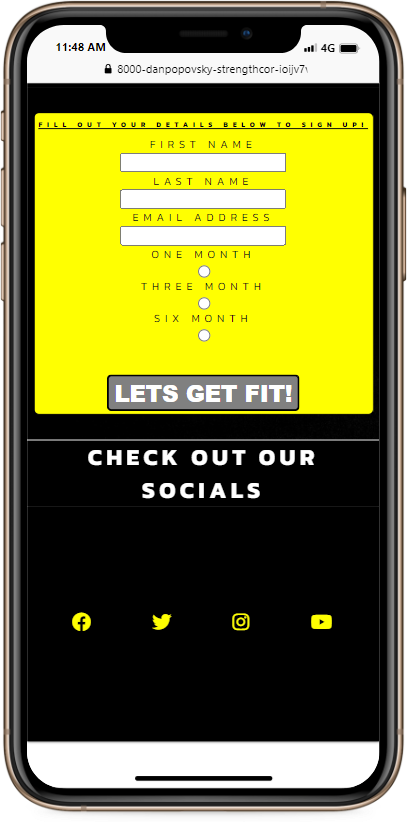 11:48 AM 4G
8000-danpopovsky-strengthcor-ioijv7
FILL OUT YOUR DETAILS BELOW TO SIGN UP!
FIRST NAME
LAST NAME
EMAIL ADDRESS
ONE MONTH
THREE MONTH
SIX MONTH
LETS GET FIT!
CHECK OUT OUR
SOCIALS